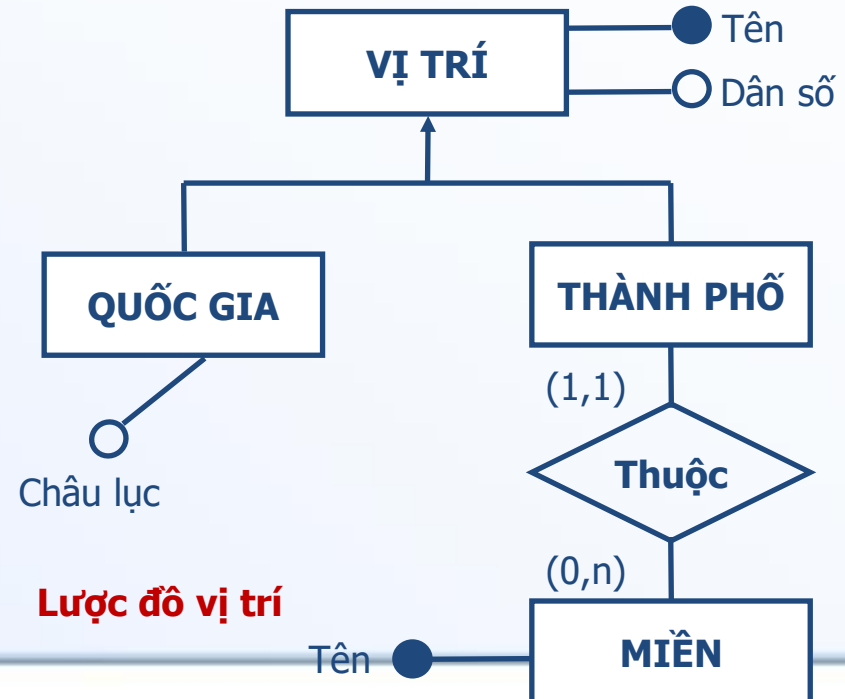 VỊ TRÍ
Tên
Dân số
QUỐC GIA
THÀNH PHỐ
Châu lục
(1,1)
Thuộc
(0,n)
Lược đồ vị trí
Tên
MIỀN